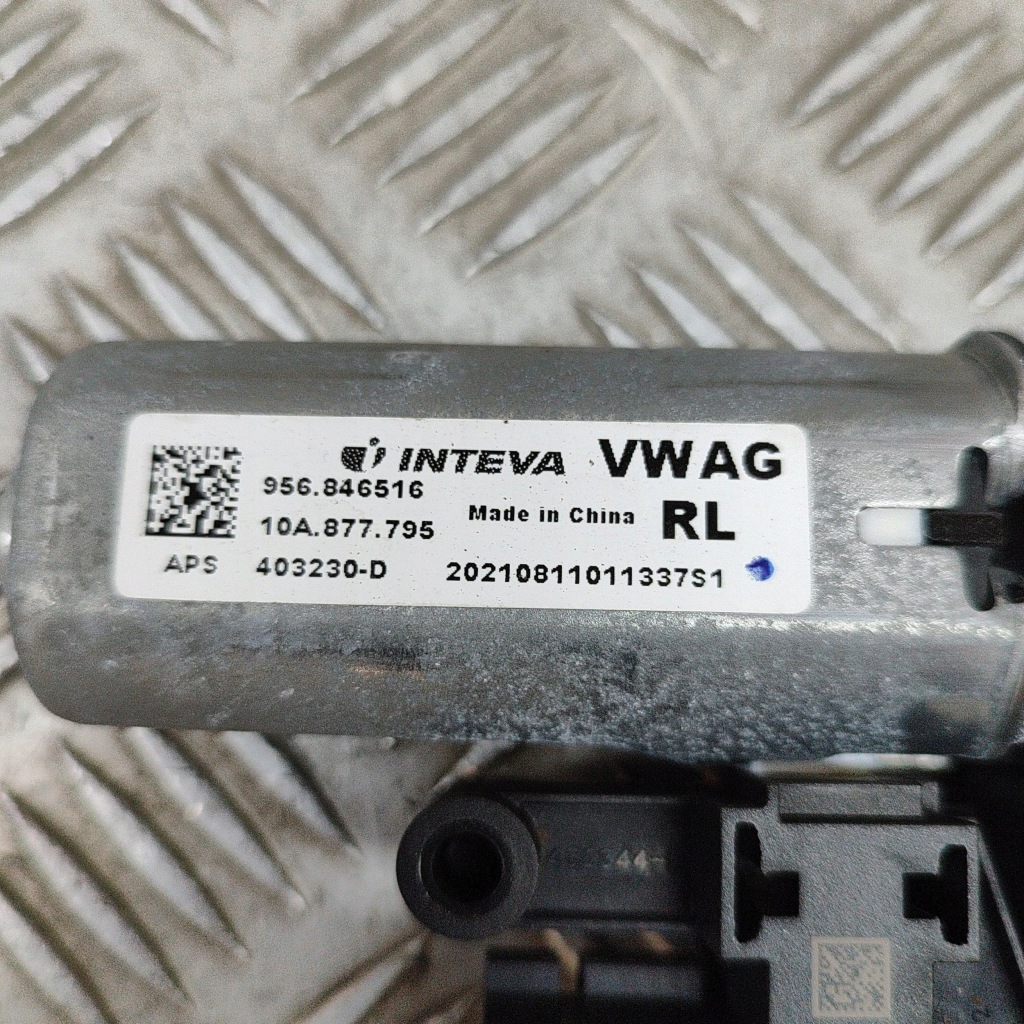 INTEVA VWAG
956.846516
Made in China RL
10A.877.795
APS 403230-D 20210811011337S1